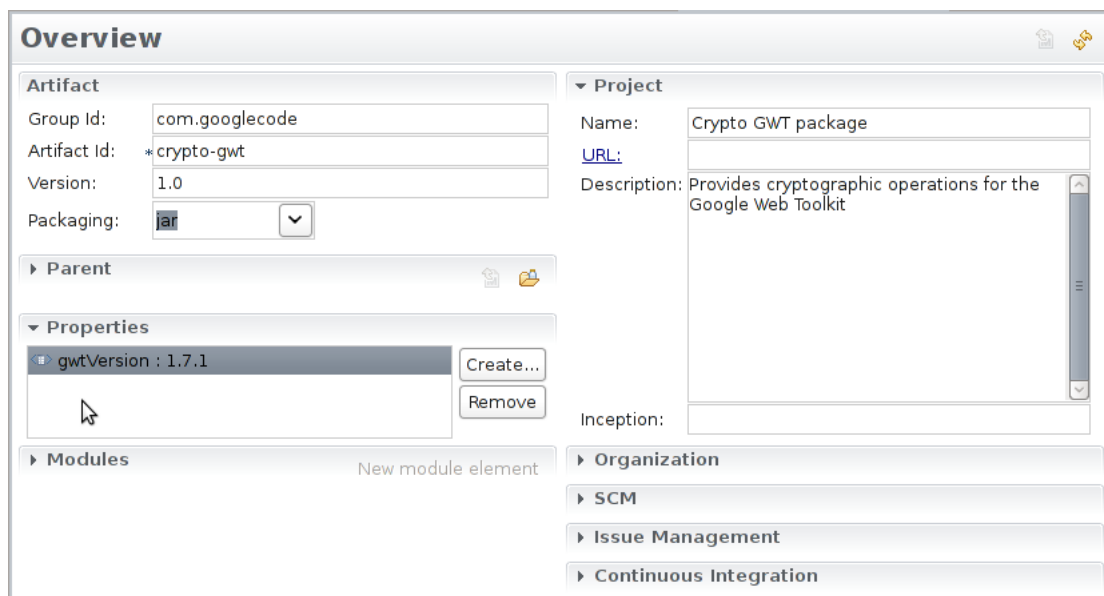 Overview
Artifact
Group Id: com.googlecode
Artifact Id: *crypto-gwt
Version: 1.0
Packaging: jar
Parent
Properties
gwtVersion : 1.7.1
Create...
Remove
Modules
New module element
Project
Name: Crypto GWT package
URL:
Description: Provides cryptographic operations for the
Google Web Toolkit
Inception:
Organization
SCM
Issue Management
Continuous Integration